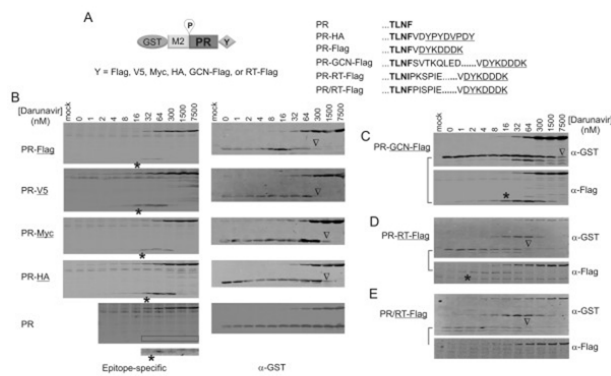 A
P
GST M2 PR Y
Y = Flag, V5, Myc, HA, GCN-Flag, or RT-Flag
PR ...TLNF
PR-HA ...TLNFVDYPYDVPDY
PR-Flag ...TLNFVDYKDDDK
PR-GCN-Flag ...TLNFSVTKQLED.......VDYKDDDK
PR-RT-Flag ...TLNIPKSPIE.......VDYKDDDK
PR/RT-Flag ...TLNFPISPIE.......VDYKDDDK
B
[Darunavir] (nM)
mock 0 1 2 4 8 16 32 64 300 1500 7500
mock 0 1 2 4 8 16 32 64 300 1500 7500
PR-Flag
*
PR-V5
*
PR-Myc
*
PR-HA
*
PR
*
Epitope-specific
α-GST
C
[Darunavir] (nM)
mock 0 1 2 4 8 16 32 64 300 1500 7500
PR-GCN-Flag
α-GST
*
α-Flag
D
PR-RT-Flag
α-GST
*
α-Flag
E
PR/RT-Flag
α-GST
α-Flag